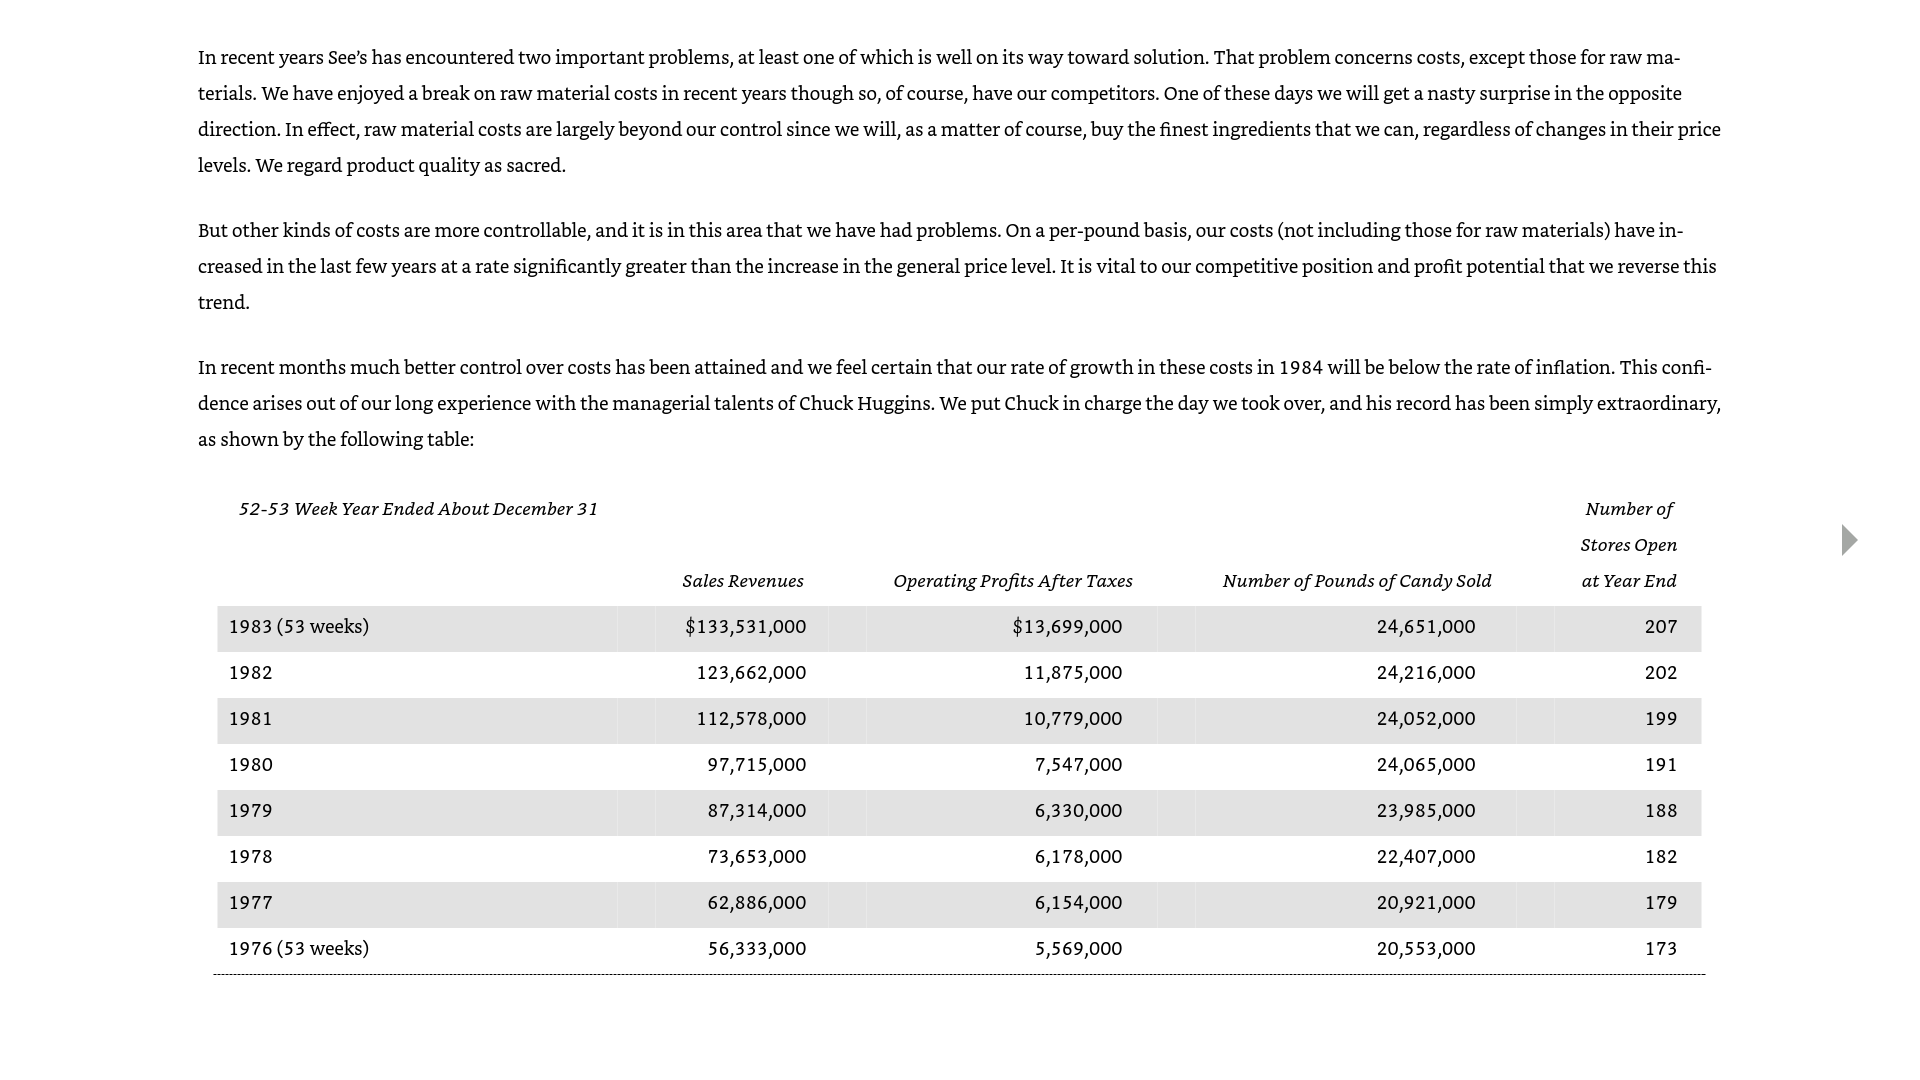 In recent years See’s has encountered two important problems, at least one of which is well on its way toward solution. That problem concerns costs, except those for raw ma-
terials. We have enjoyed a break on raw material costs in recent years though so, of course, have our competitors. One of these days we will get a nasty surprise in the opposite
direction. In effect, raw material costs are largely beyond our control since we will, as a matter of course, buy the finest ingredients that we can, regardless of changes in their price
levels. We regard product quality as sacred.
But other kinds of costs are more controllable, and it is in this area that we have had problems. On a per-pound basis, our costs (not including those for raw materials) have in-
creased in the last few years at a rate significantly greater than the increase in the general price level. It is vital to our competitive position and profit potential that we reverse this
trend.
In recent months much better control over costs has been attained and we feel certain that our rate of growth in these costs in 1984 will be below the rate of inflation. This confi-
dence arises out of our long experience with the managerial talents of Chuck Huggins. We put Chuck in charge the day we took over, and his record has been simply extraordinary,
as shown by the following table:
52-53 Week Year Ended About December 31 Number of
Stores Open
Sales Revenues Operating Profits After Taxes Number of Pounds of Candy Sold at Year End
1983 (53 weeks) $133,531,000 $13,699,000 24,651,000 207
1982 123,662,000 11,875,000 24,216,000 202
1981 112,578,000 10,779,000 24,052,000 199
1980 97,715,000 7,547,000 24,065,000 191
1979 87,314,000 6,330,000 23,985,000 188
1978 73,653,000 6,178,000 22,407,000 182
1977 62,886,000 6,154,000 20,921,000 179
1976 (53 weeks) 56,333,000 5,569,000 20,553,000 173